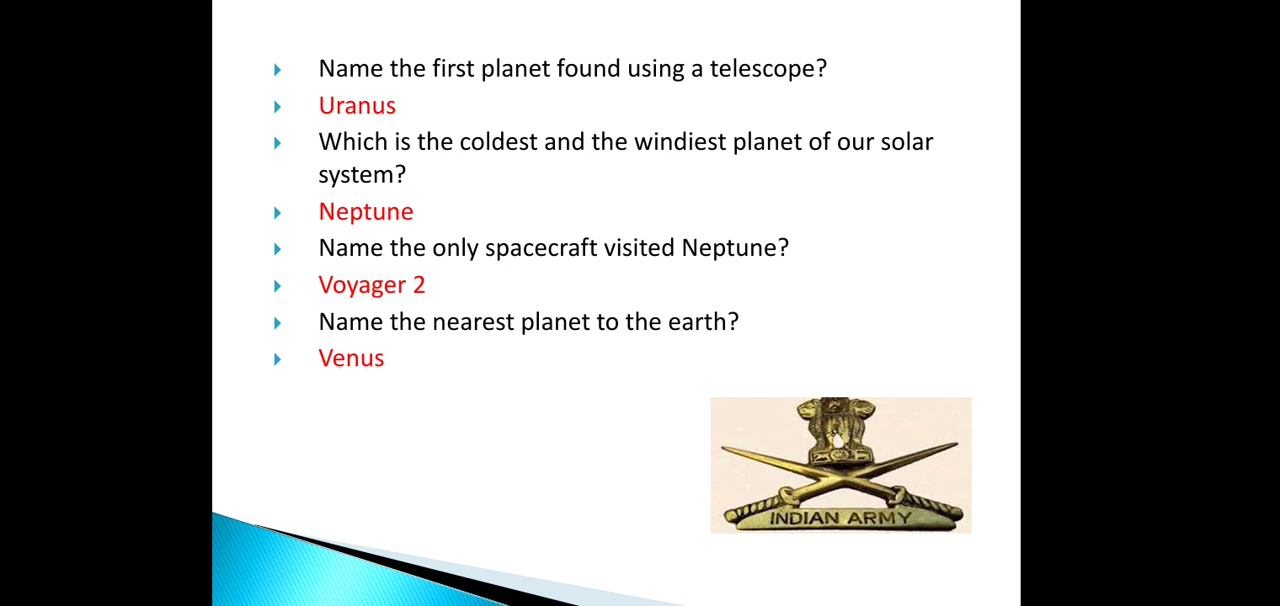 Name the first planet found using a telescope?
Uranus
Which is the coldest and the windiest planet of our solar
system?
Neptune
Name the only spacecraft visited Neptune?
Voyager 2
Name the nearest planet to the earth?
Venus
INDIAN ARMY